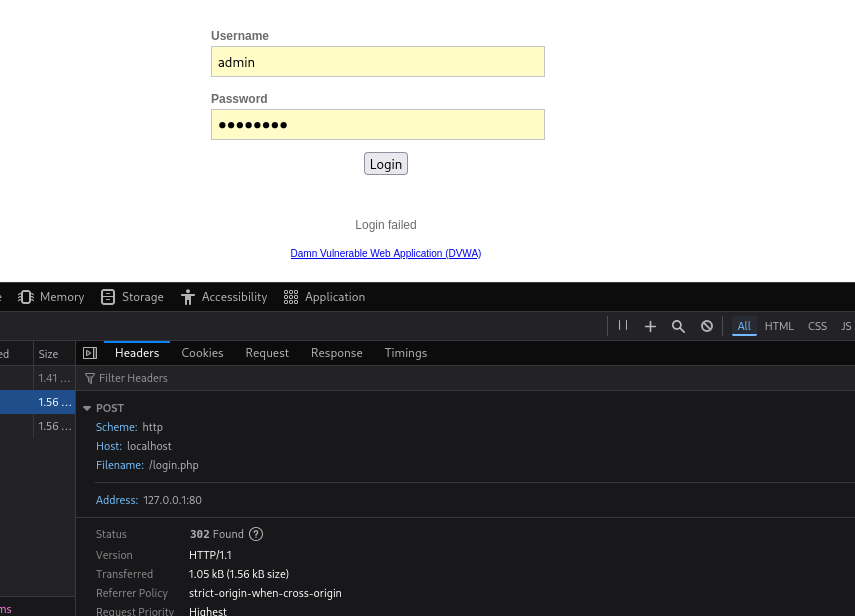 Username
admin
Password
Login
Login failed
Damn Vulnerable Web Application (DVWA)
Memory Storage Accessibility Application
All HTML CSS JS
Size Headers Cookies Request Response Timings
1.41 ... Filter Headers
1.56 ... POST
1.56 ... Scheme: http
Host: localhost
Filename: /login.php
Address: 127.0.0.1:80
Status 302 Found ?
Version HTTP/1.1
Transferred 1.05 kB (1.56 kB size)
Referrer Policy strict-origin-when-cross-origin
ms Request Priority Highest